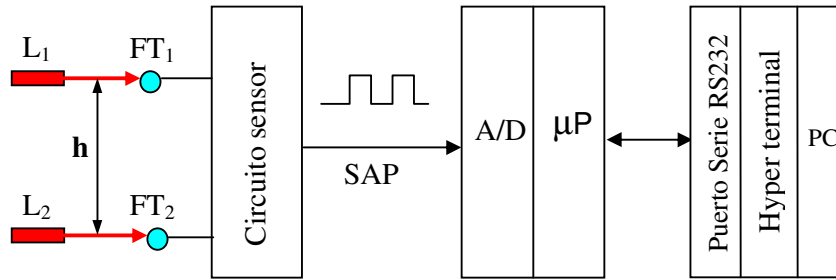 L₁
FT₁
h
L₂
FT₂
Circuito sensor
SAP
A/D
µP
Puerto Serie RS232
Hyper terminal
PC